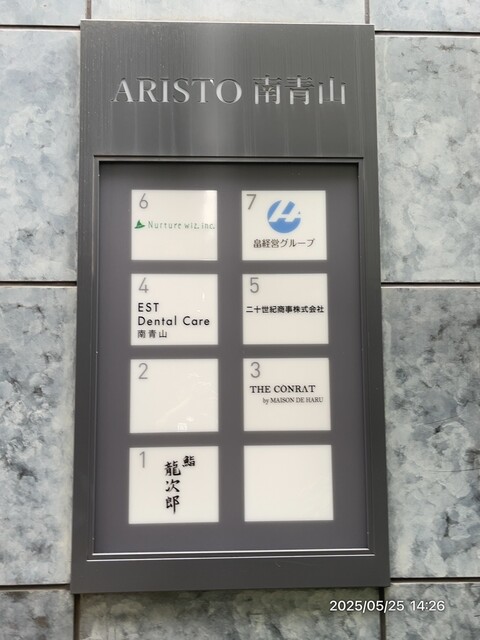 ARISTO 南青山
6
Nurture wiz. inc.
7
畠経営グループ
4
EST
Dental Care
南青山
5
二十世紀商事株式会社
2
3
THE CONRAT
by MAISON DE HARU
1
鮨
龍次郎
2025/05/25 14:26